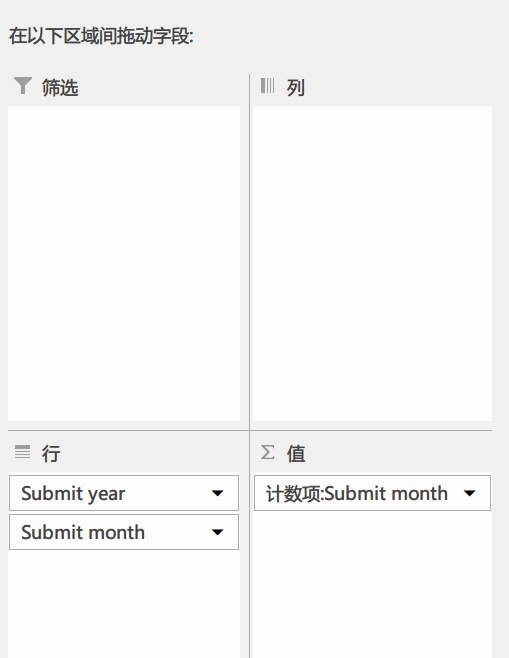 在以下区域间拖动字段:
筛选
列
行
Submit year
Submit month
Σ 值
计数项:Submit month